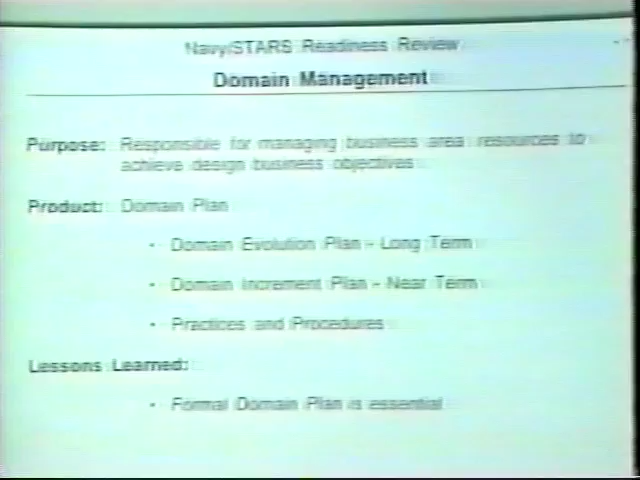 Navy/STARS Readiness Review
Domain Management
Purpose: Responsible for managing business area resources to
achieve design business objectives
Product: Domain Plan
• Domain Evolution Plan - Long Term
• Domain Increment Plan - Near Term
• Practices and Procedures
Lessons Learned:
• Formal Domain Plan is essential